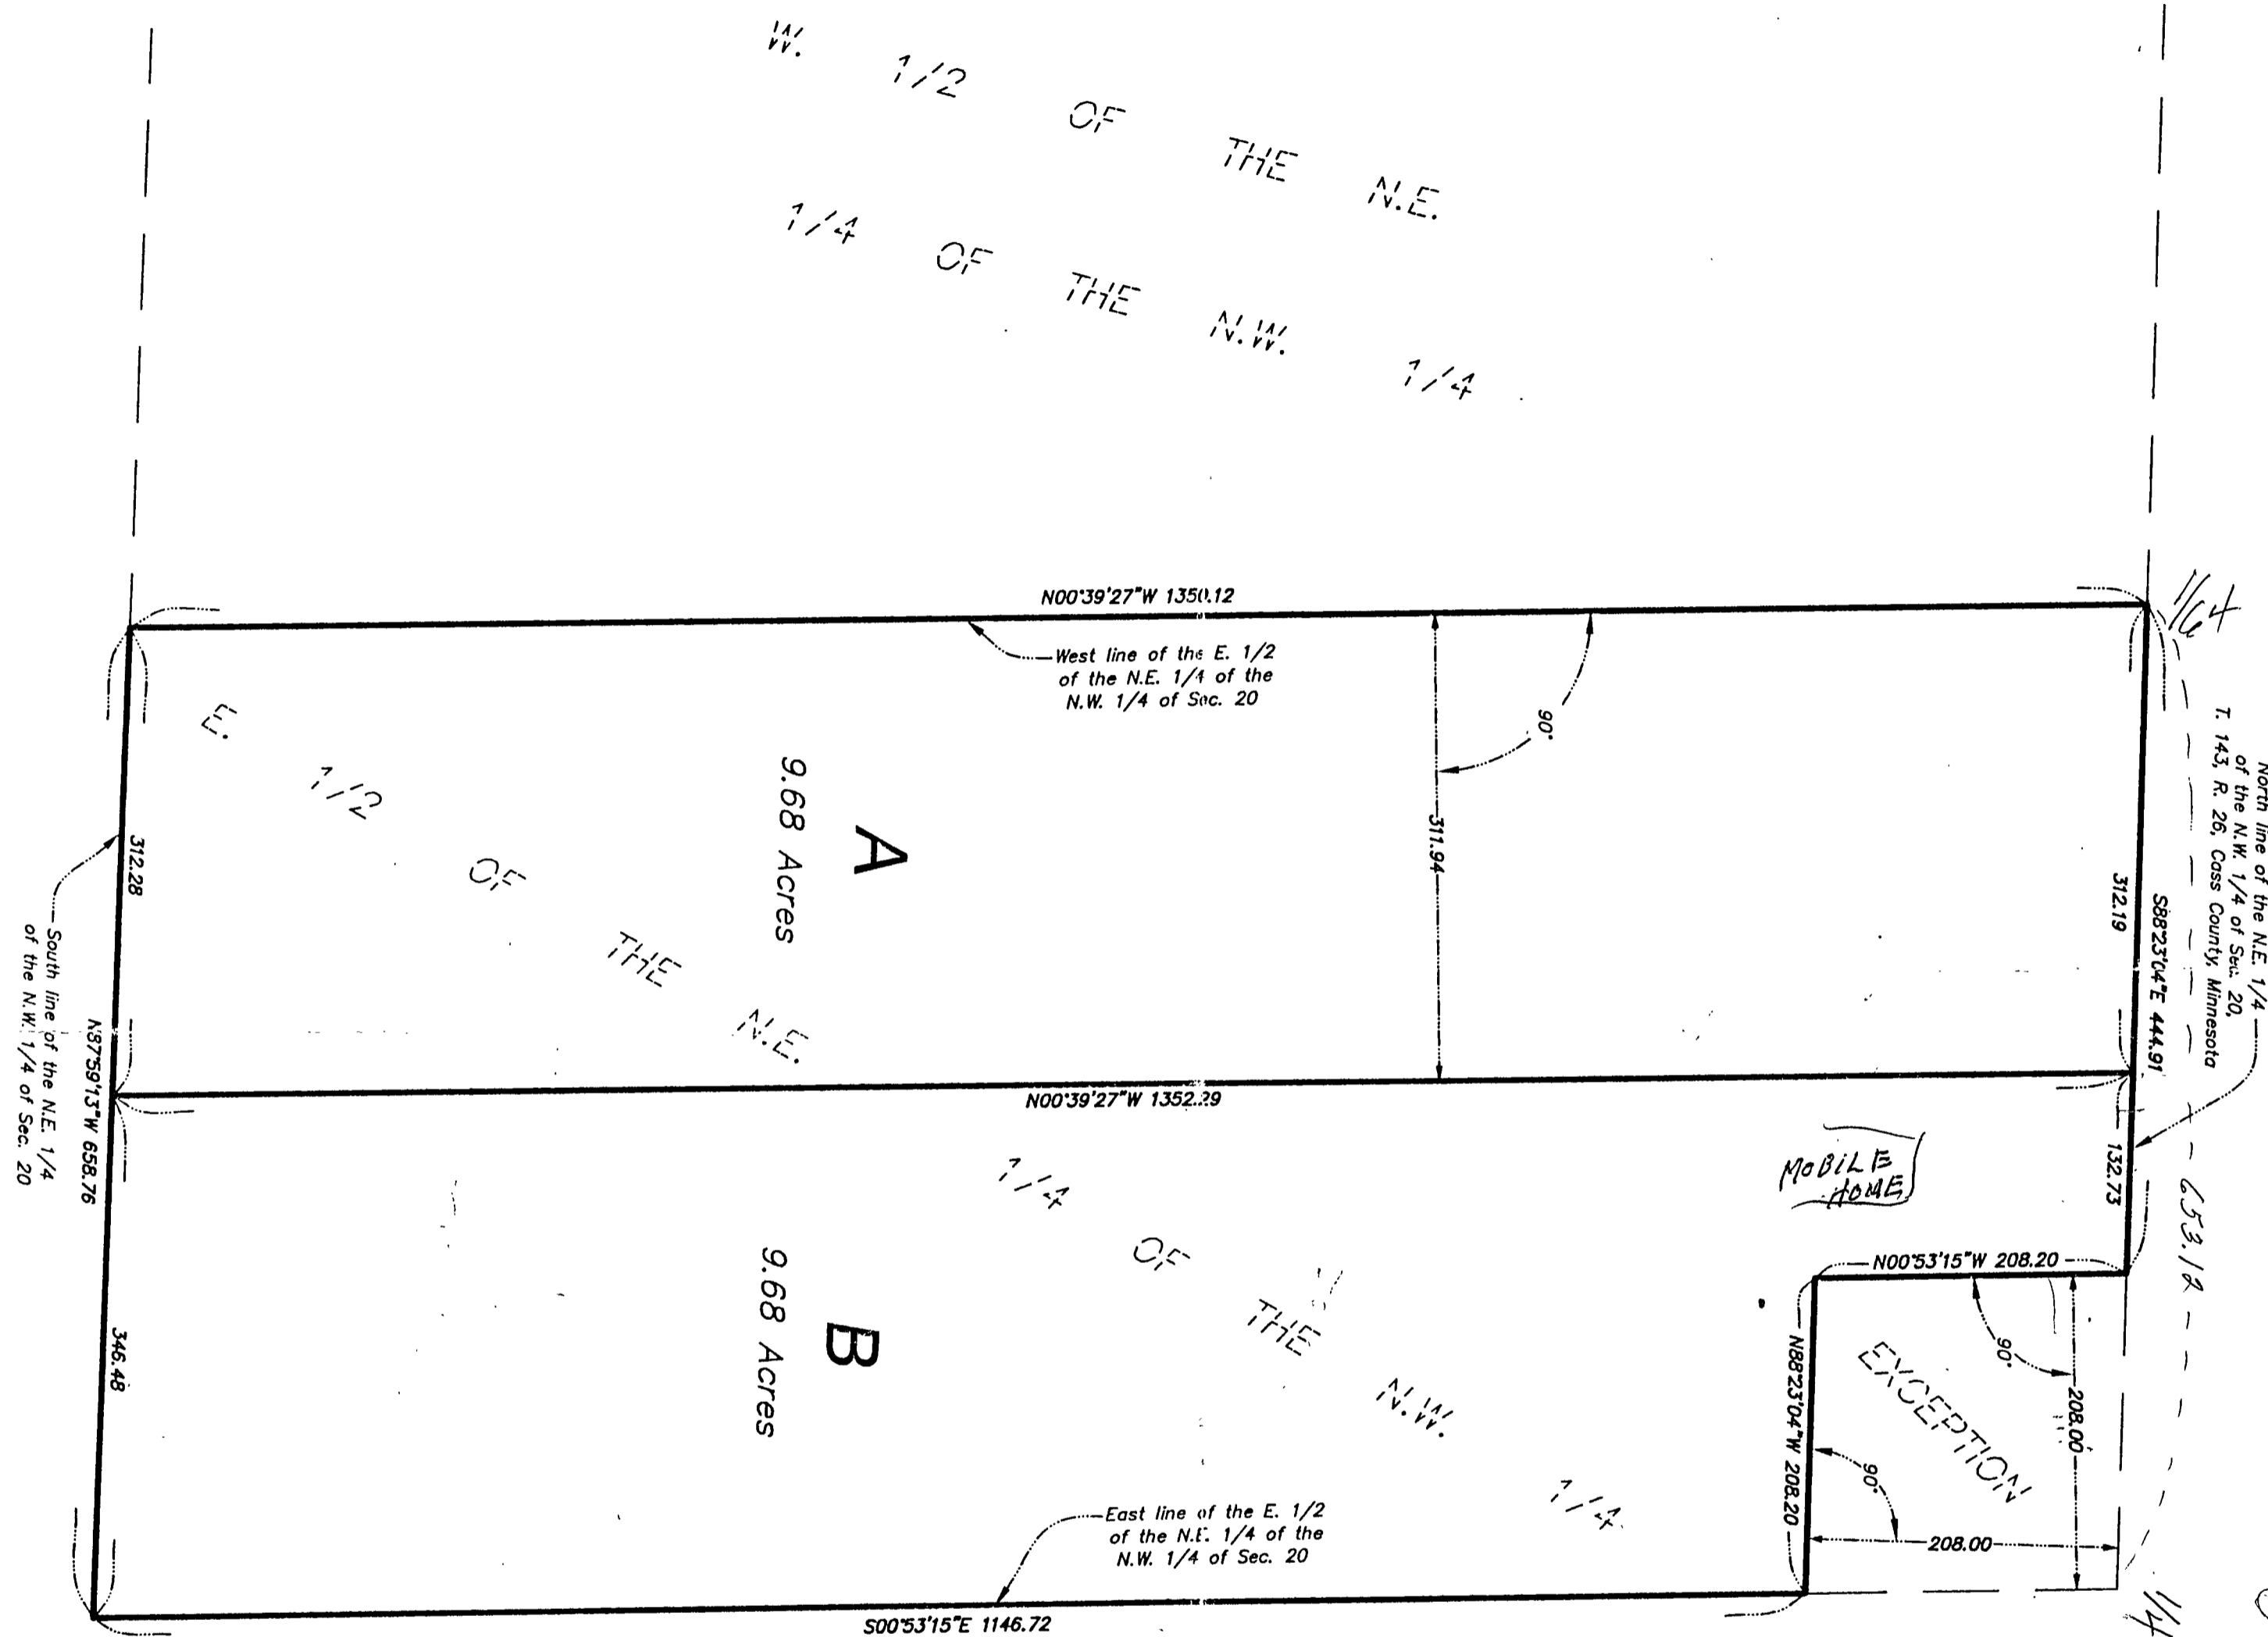 W. 1/2 OF THE N.E.
1/4 OF THE N.W. 1/4
N00°39'27"W 1350.12
West line of the E. 1/2
of the N.E. 1/4 of the
N.W. 1/4 of Sec. 20
90°
311.94
1/64
North line of the N.E. 1/4
of the N.W. 1/4 of Sec. 20,
T. 143, R. 26, Cass County, Minnesota
S88°23'04"E 444.91
312.19
132.73
653.12
E. 1/2 OF THE N.E.
1/4 OF THE N.W. 1/4
A
9.68 Acres
312.28
South line of the N.E. 1/4
of the N.W. 1/4 of Sec. 20
N87°59'13"W 658.76
N00°39'27"W 1352.29
MOBILE
HOME
N00°53'15"W 208.20
90°
208.00
EXCEPTION
N88°23'04"W 208.20
90°
208.00
B
9.68 Acres
346.48
East line of the E. 1/2
of the N.E. 1/4 of the
N.W. 1/4 of Sec. 20
S00°53'15"E 1146.72
1/4